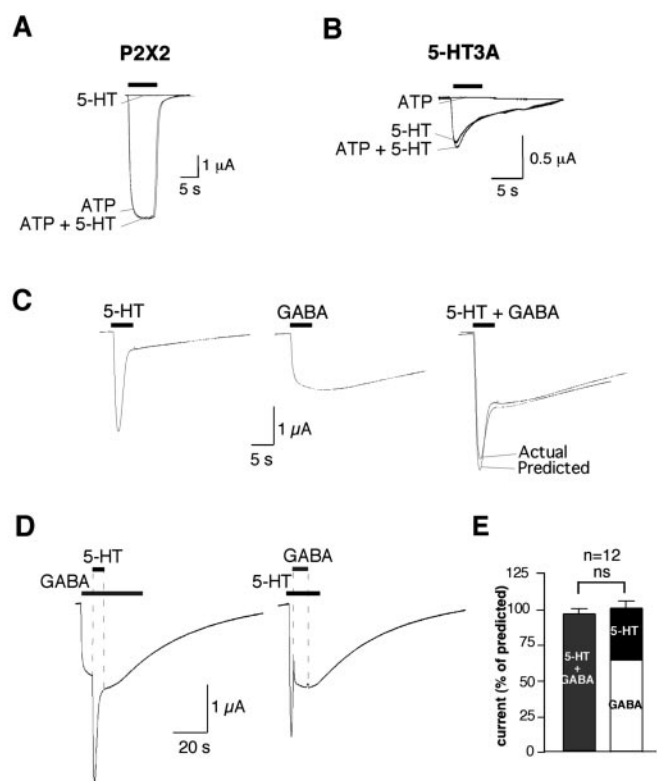 A
P2X2
5-HT
ATP
ATP + 5-HT
1 μA
5 s
B
5-HT3A
ATP
5-HT
ATP + 5-HT
0.5 μA
5 s
C
5-HT
GABA
5-HT + GABA
1 μA
5 s
Actual
Predicted
D
5-HT
GABA
GABA
5-HT
1 μA
20 s
E
n=12
ns
current (% of predicted)
125
100
75
50
25
0
5-HT
+
GABA
5-HT
GABA